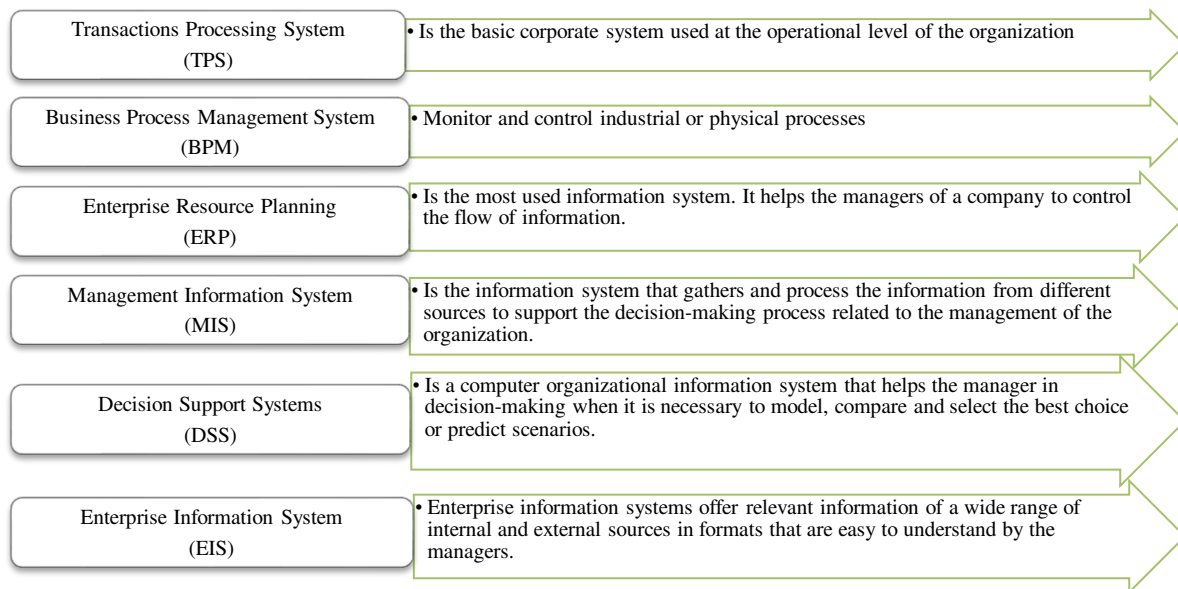 Transactions Processing System
(TPS)
• Is the basic corporate system used at the operational level of the organization
Business Process Management System
(BPM)
• Monitor and control industrial or physical processes
Enterprise Resource Planning
(ERP)
• Is the most used information system. It helps the managers of a company to control
the flow of information.
Management Information System
(MIS)
• Is the information system that gathers and process the information from different
sources to support the decision-making process related to the management of the
organization.
Decision Support Systems
(DSS)
• Is a computer organizational information system that helps the manager in
decision-making when it is necessary to model, compare and select the best choice
or predict scenarios.
Enterprise Information System
(EIS)
• Enterprise information systems offer relevant information of a wide range of
internal and external sources in formats that are easy to understand by the
managers.